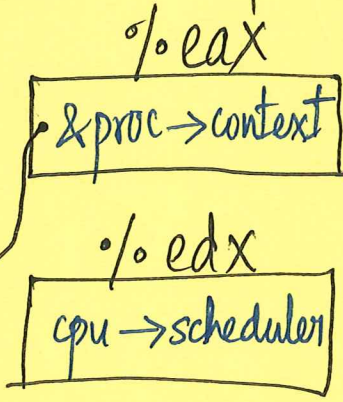 %eax
&proc->context
%edx
cpu->scheduler